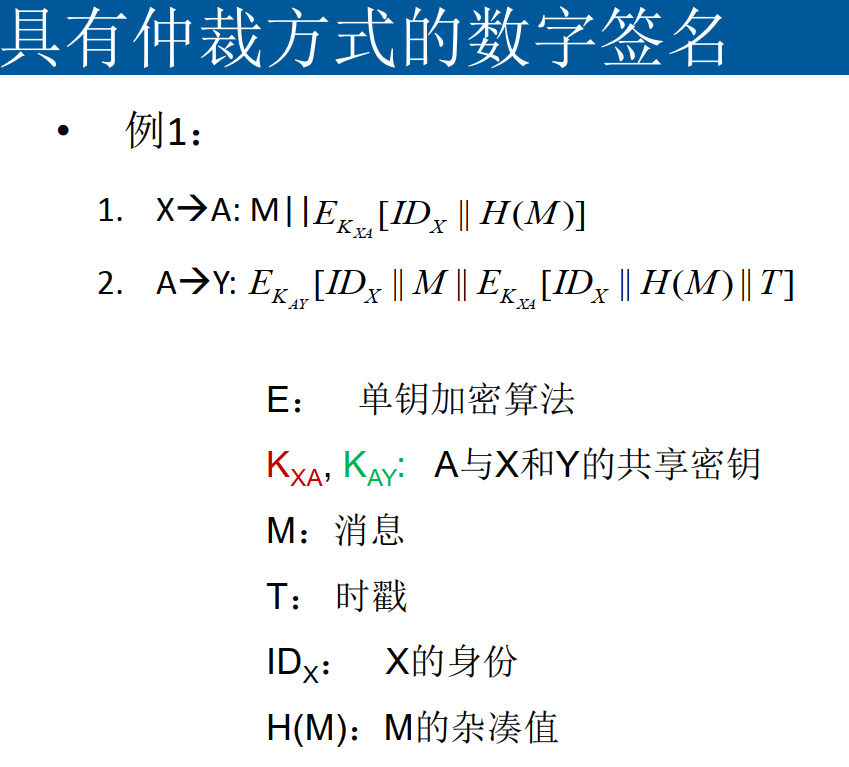 具有仲裁方式的数字签名
• 例1：
1. X→A: M||E_{K_{XA}}[ID_X || H(M)]
2. A→Y: E_{K_{AY}}[ID_X || M || E_{K_{XA}}[ID_X || H(M) || T]
E： 单钥加密算法
K_{XA}, K_{AY}: A与X和Y的共享密钥
M：消息
T： 时戳
ID_X： X的身份
H(M)：M的杂凑值